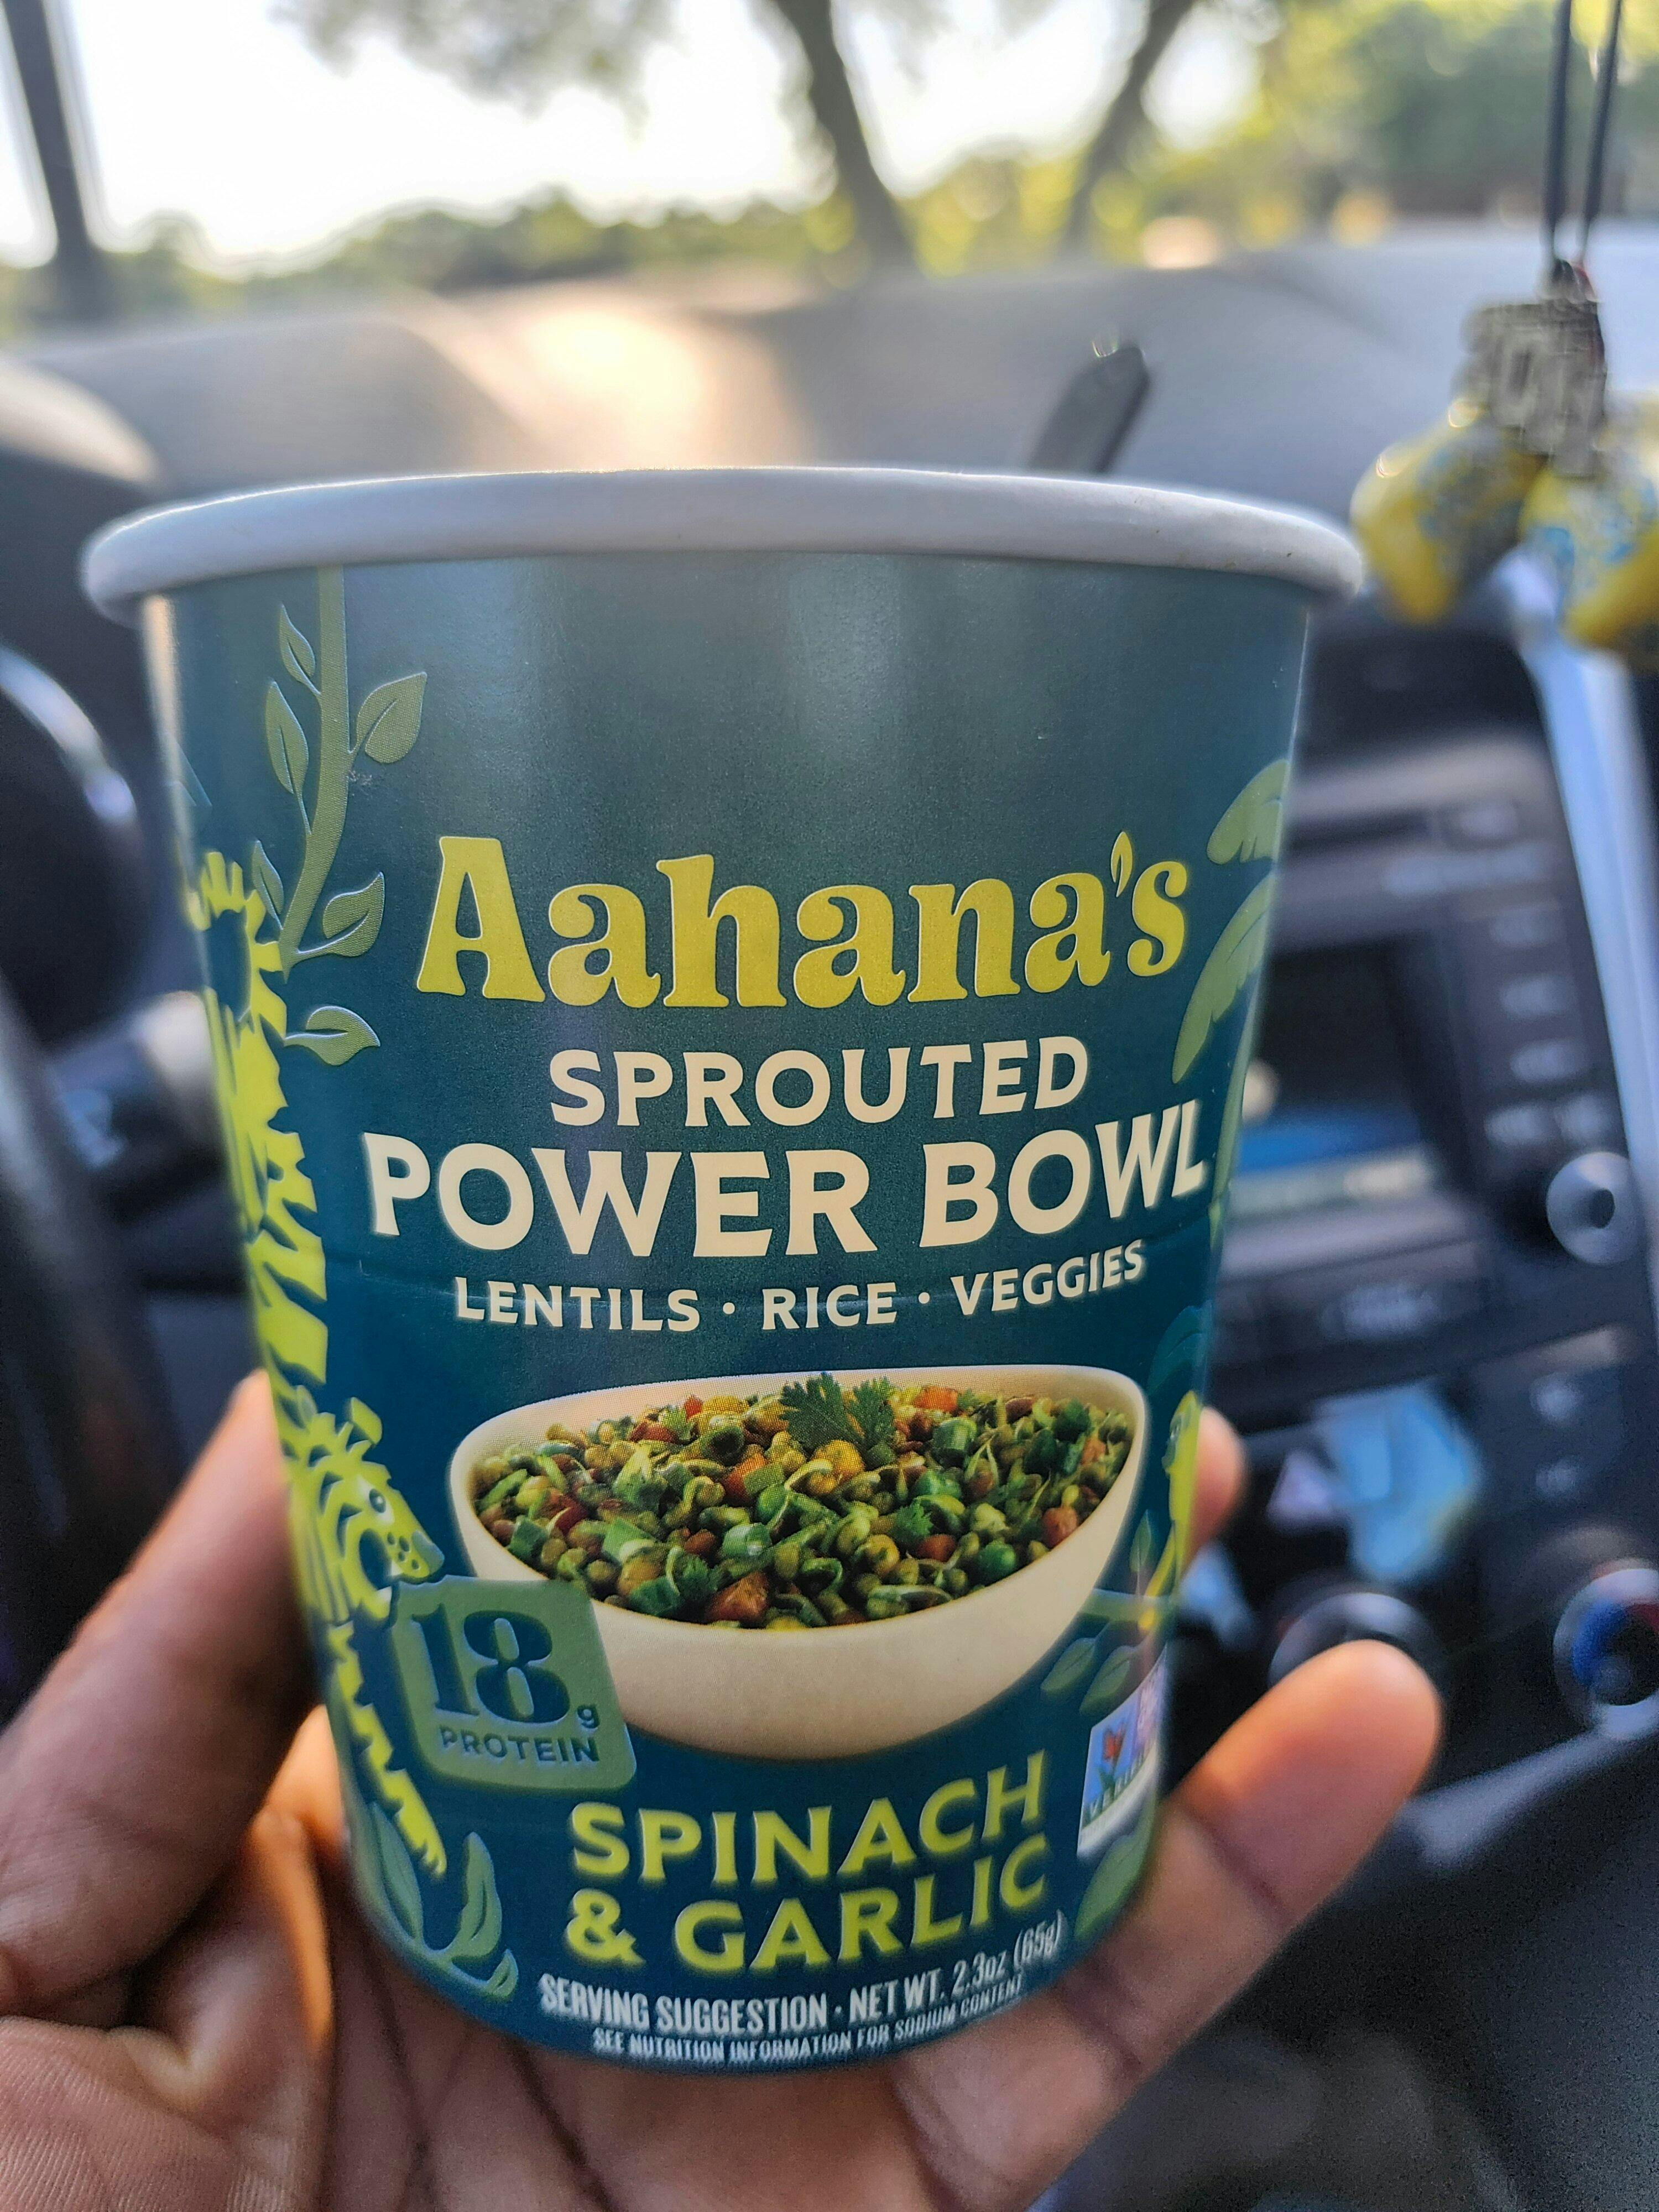 Aahana's
SPROUTED
POWER BOWL
LENTILS · RICE · VEGGIES
18g
PROTEIN
SPINACH
& GARLIC
SERVING SUGGESTION · NET WT. 2.3oz (65g)
SEE NUTRITION INFORMATION FOR SODIUM CONTENT